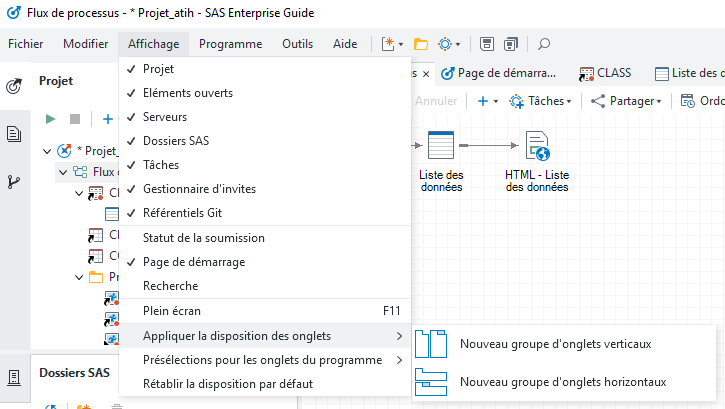 Flux de processus - * Projet_atih - SAS Enterprise Guide
Fichier Modifier Affichage Programme Outils Aide
Projet
Projet
Eléments ouverts
Serveurs
Dossiers SAS
Tâches
Gestionnaire d'invites
Référentiels Git
Statut de la soumission
Page de démarrage
Recherche
Plein écran F11
Appliquer la disposition des onglets
Présélections pour les onglets du programme
Rétablir la disposition par défaut
Nouveau groupe d'onglets verticaux
Nouveau groupe d'onglets horizontaux
* Projet_
Flux
Dossiers SAS
Page de démarra... CLASS Liste des d
Annuler Tâches Partager Ordo
Liste des
données
HTML - Liste
des données